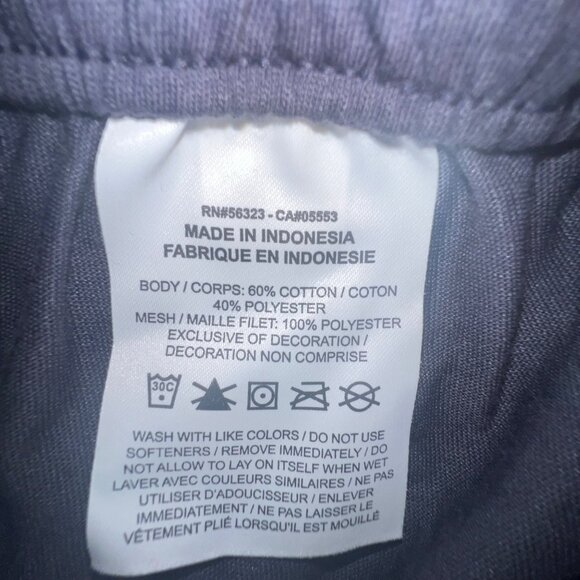 RN#56323 - CA#05553
MADE IN INDONESIA
FABRIQUE EN INDONESIE
BODY / CORPS: 60% COTTON / COTON
40% POLYESTER
MESH / MAILLE FILET: 100% POLYESTER
EXCLUSIVE OF DECORATION /
DECORATION NON COMPRISE
30C
WASH WITH LIKE COLORS / DO NOT USE
SOFTENERS / REMOVE IMMEDIATELY / DO
NOT ALLOW TO LAY ON ITSELF WHEN WET
LAVER AVEC COULEURS SIMILAIRES / NE PAS
UTILISER D'ADOUCISSEUR / ENLEVER
IMMEDIATEMENT / NE PAS LAISSER LE
VÊTEMENT PLIÉ LORSQU'IL EST MOUILLÉ